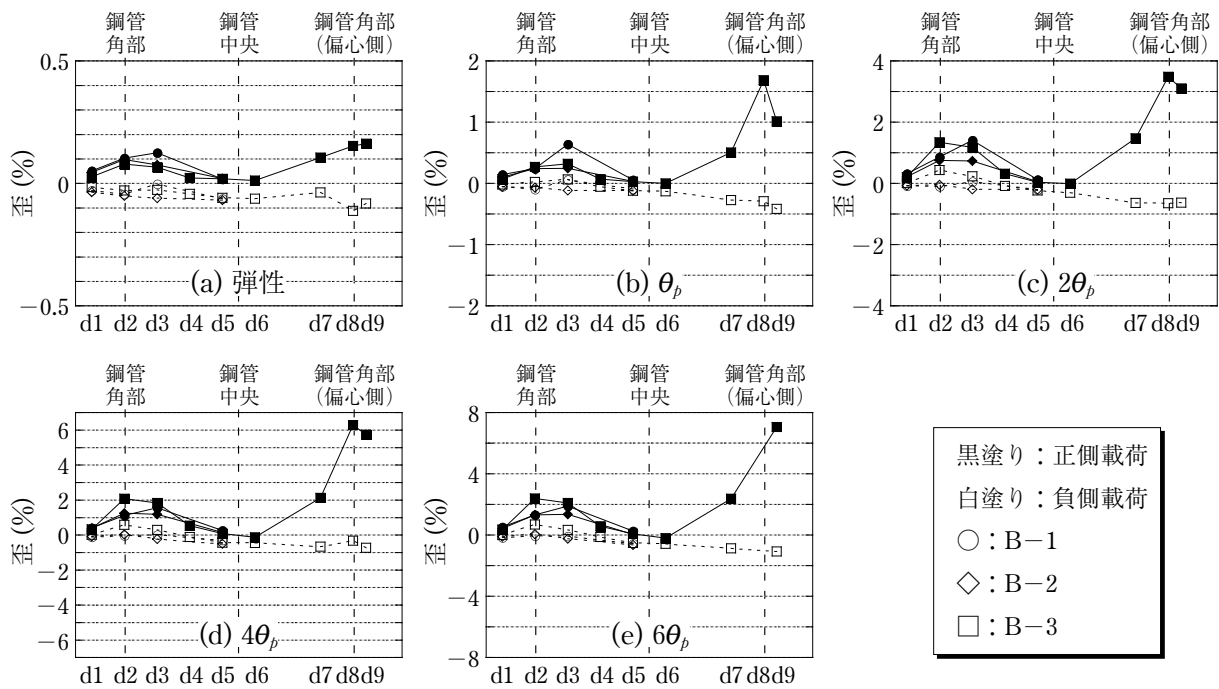 鋼管 鋼管 鋼管角部
角部 中央 (偏心側)
0.5
0
−0.5
歪 (%)
(a) 弾性
d1 d2 d3 d4 d5 d6 d7 d8 d9
鋼管 鋼管 鋼管角部
角部 中央 (偏心側)
2
1
0
−1
−2
歪 (%)
(b) θp
d1 d2 d3 d4 d5 d6 d7 d8 d9
鋼管 鋼管 鋼管角部
角部 中央 (偏心側)
4
2
0
−2
−4
歪 (%)
(c) 2θp
d1 d2 d3 d4 d5 d6 d7 d8 d9
鋼管 鋼管 鋼管角部
角部 中央 (偏心側)
6
4
2
0
−2
−4
−6
歪 (%)
(d) 4θp
d1 d2 d3 d4 d5 d6 d7 d8 d9
鋼管 鋼管 鋼管角部
角部 中央 (偏心側)
8
4
0
−4
−8
歪 (%)
(e) 6θp
d1 d2 d3 d4 d5 d6 d7 d8 d9
黒塗り：正側載荷
白塗り：負側載荷
○：B−1
◇：B−2
□：B−3